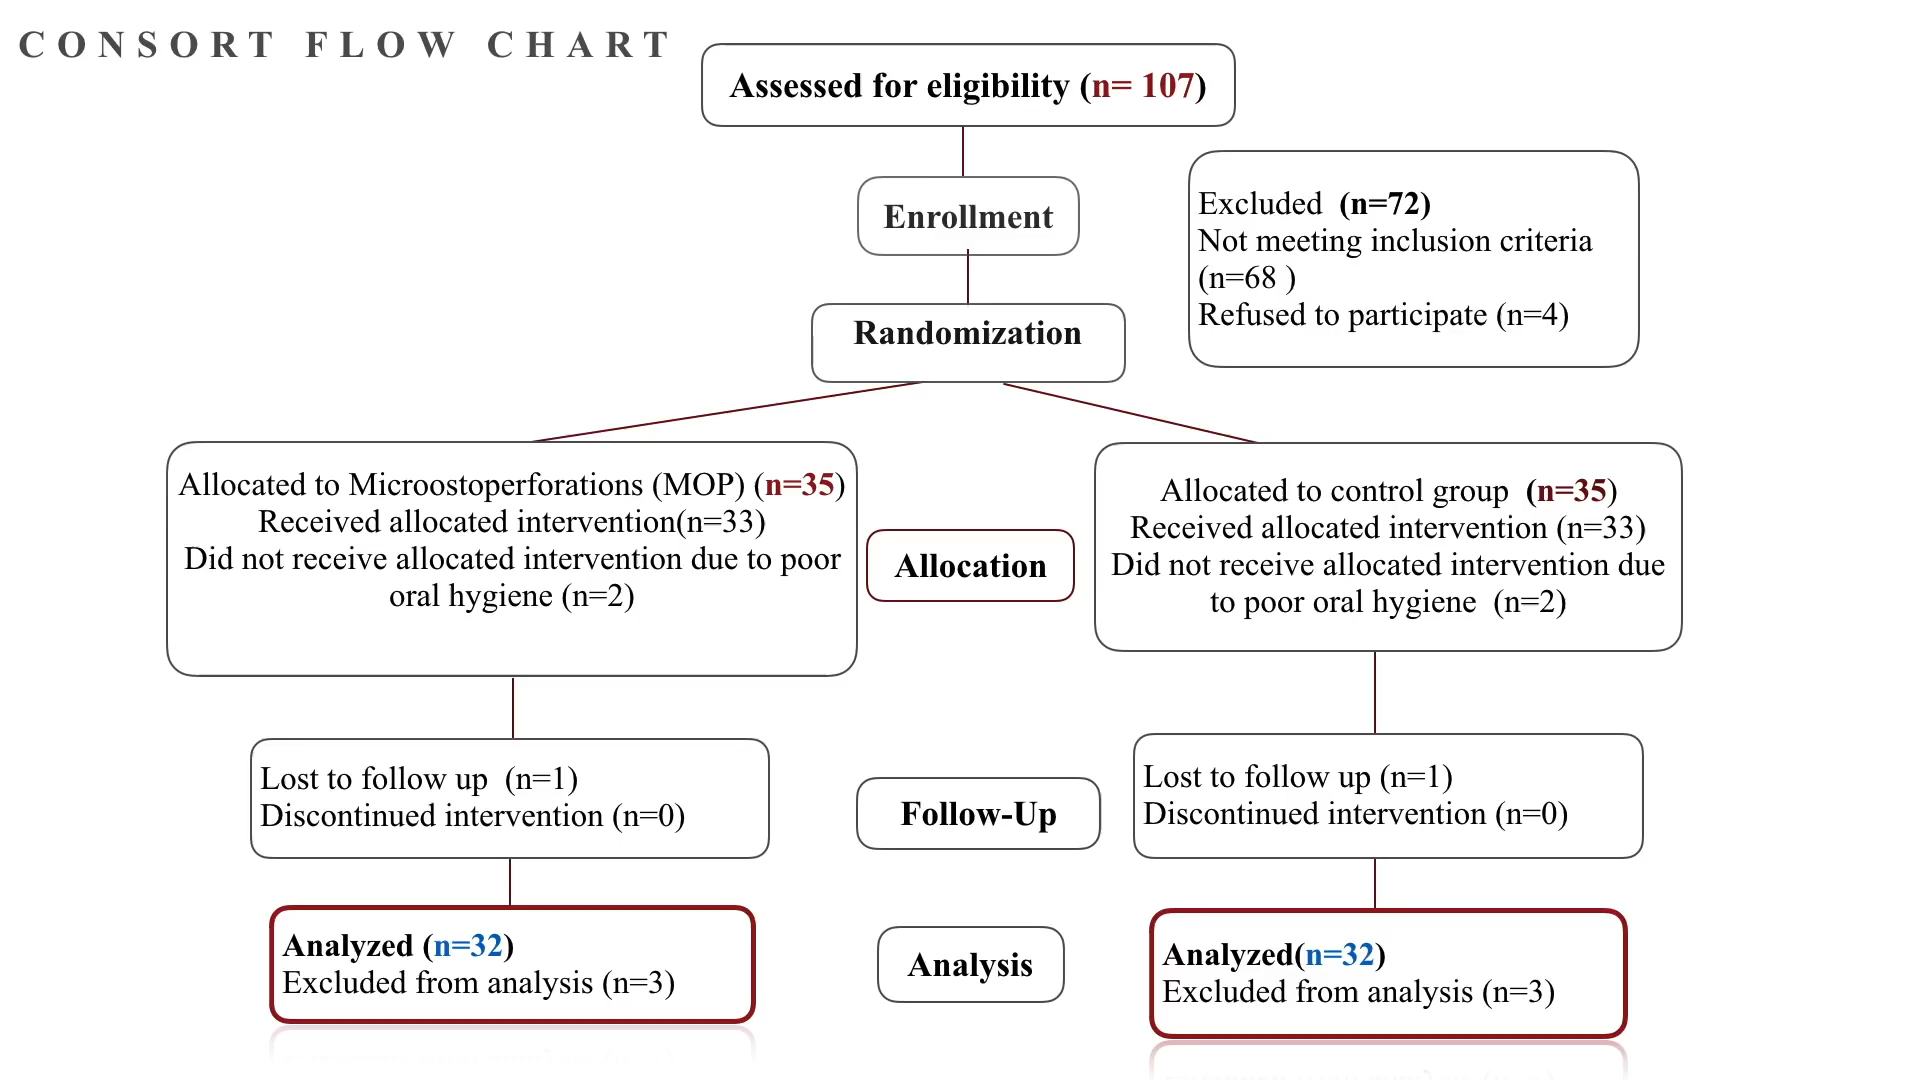 CONSORT FLOW CHART
Assessed for eligibility (n= 107)
Enrollment
Excluded (n=72)
Not meeting inclusion criteria
(n=68 )
Refused to participate (n=4)
Randomization
Allocated to Microostoperforations (MOP) (n=35)
Received allocated intervention(n=33)
Did not receive allocated intervention due to poor
oral hygiene (n=2)
Allocation
Allocated to control group (n=35)
Received allocated intervention (n=33)
Did not receive allocated intervention due
to poor oral hygiene (n=2)
Lost to follow up (n=1)
Discontinued intervention (n=0)
Follow-Up
Lost to follow up (n=1)
Discontinued intervention (n=0)
Analyzed (n=32)
Excluded from analysis (n=3)
Analysis
Analyzed(n=32)
Excluded from analysis (n=3)